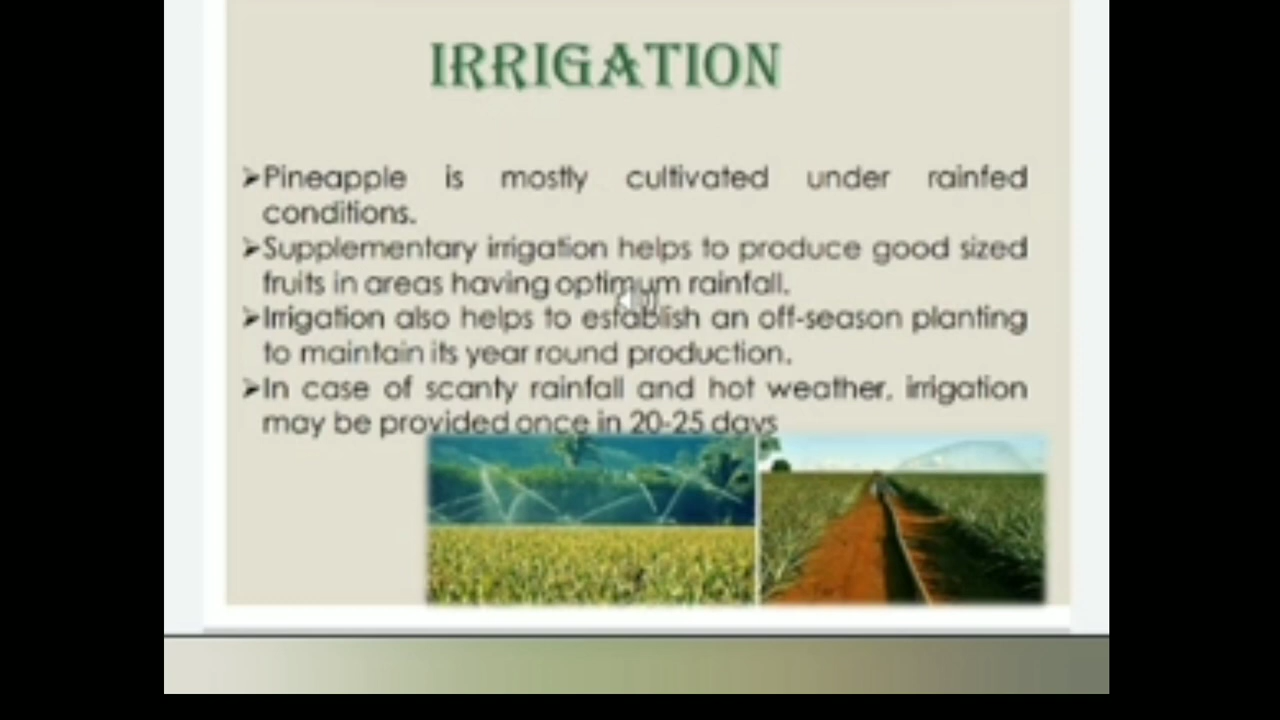 IRRIGATION
➢Pineapple is mostly cultivated under rainfed
conditions.
➢Supplementary irrigation helps to produce good sized
fruits in areas having optimum rainfall.
➢Irrigation also helps to establish an off-season planting
to maintain its year round production.
➢In case of scanty rainfall and hot weather, irrigation
may be provided once in 20-25 days